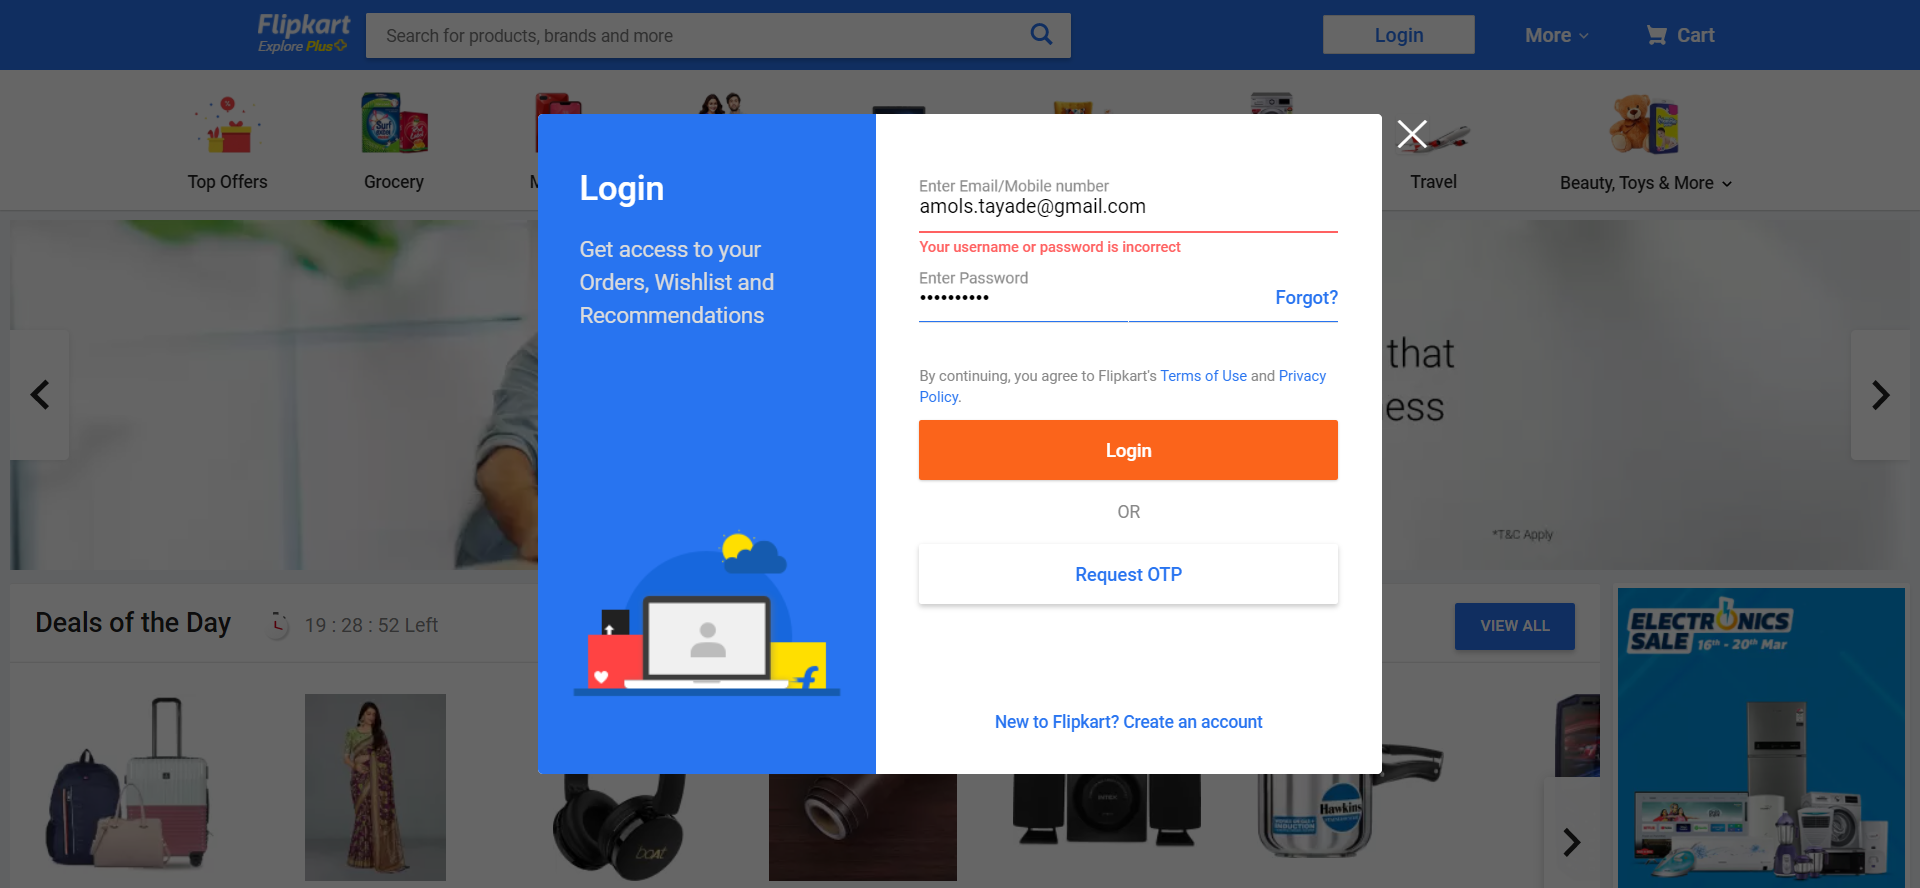 Flipkart
Explore Plus
Search for products, brands and more
Login
More
Cart
Top Offers
Grocery
Travel
Beauty, Toys & More
Login
Get access to your
Orders, Wishlist and
Recommendations
Enter Email/Mobile number
amols.tayade@gmail.com
Your username or password is incorrect
Enter Password
••••••••••
Forgot?
By continuing, you agree to Flipkart's Terms of Use and Privacy
Policy.
Login
OR
Request OTP
New to Flipkart? Create an account
that
ess
*T&C Apply
Deals of the Day
19 : 28 : 52 Left
VIEW ALL
ELECTRONICS
SALE 16th - 20th Mar
boAt
INTEX
Hawkins
INDUCTION